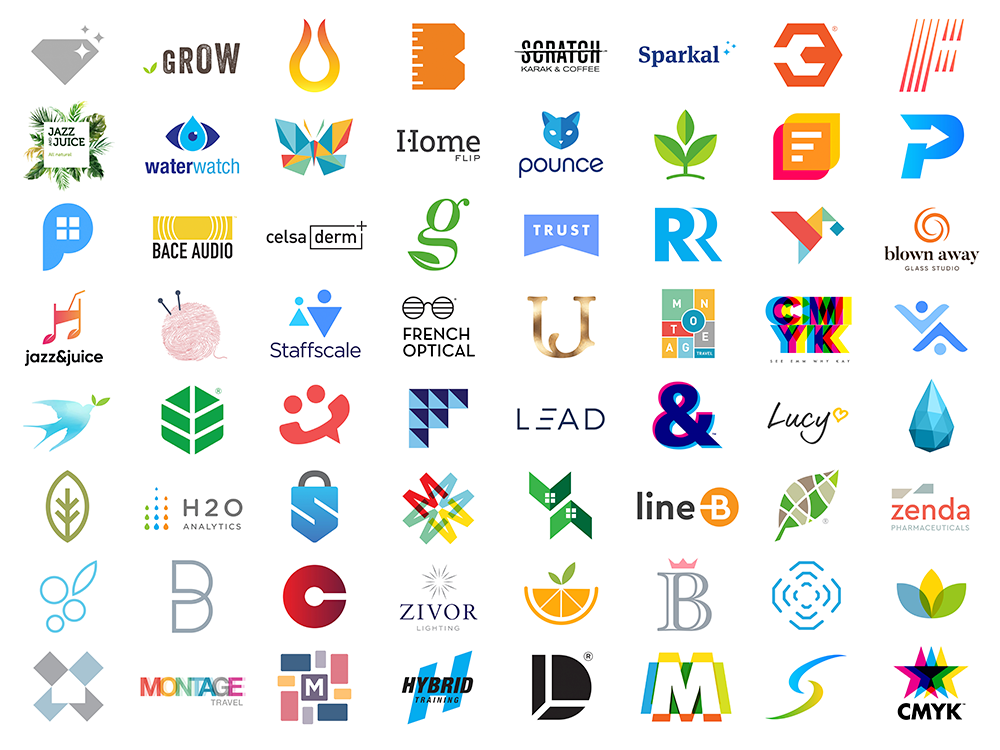 GROW
B
SCRATCH
KARAK & COFFEE
Sparkal
®
F
JAZZ
AND JUICE
All natural
waterwatch
Home
FLIP
pounce
P
P
BACE AUDIO
celsa derm+
g
TRUST
RR
blown away
GLASS STUDIO
jazz&juice
Staffscale
FRENCH
OPTICAL
J
M N
O
T E
A G E
TRAVEL
CMYK
SEE EMM WHY KAY
®
F
LEAD
&
Lucy
H2O
ANALYTICS
S
M
line B
®
zenda
PHARMACEUTICALS
B
C
ZIVOR
LIGHTING
B
MONTAGE
TRAVEL
M
H
HYBRID
TRAINING
D
®
M
S
CMYK